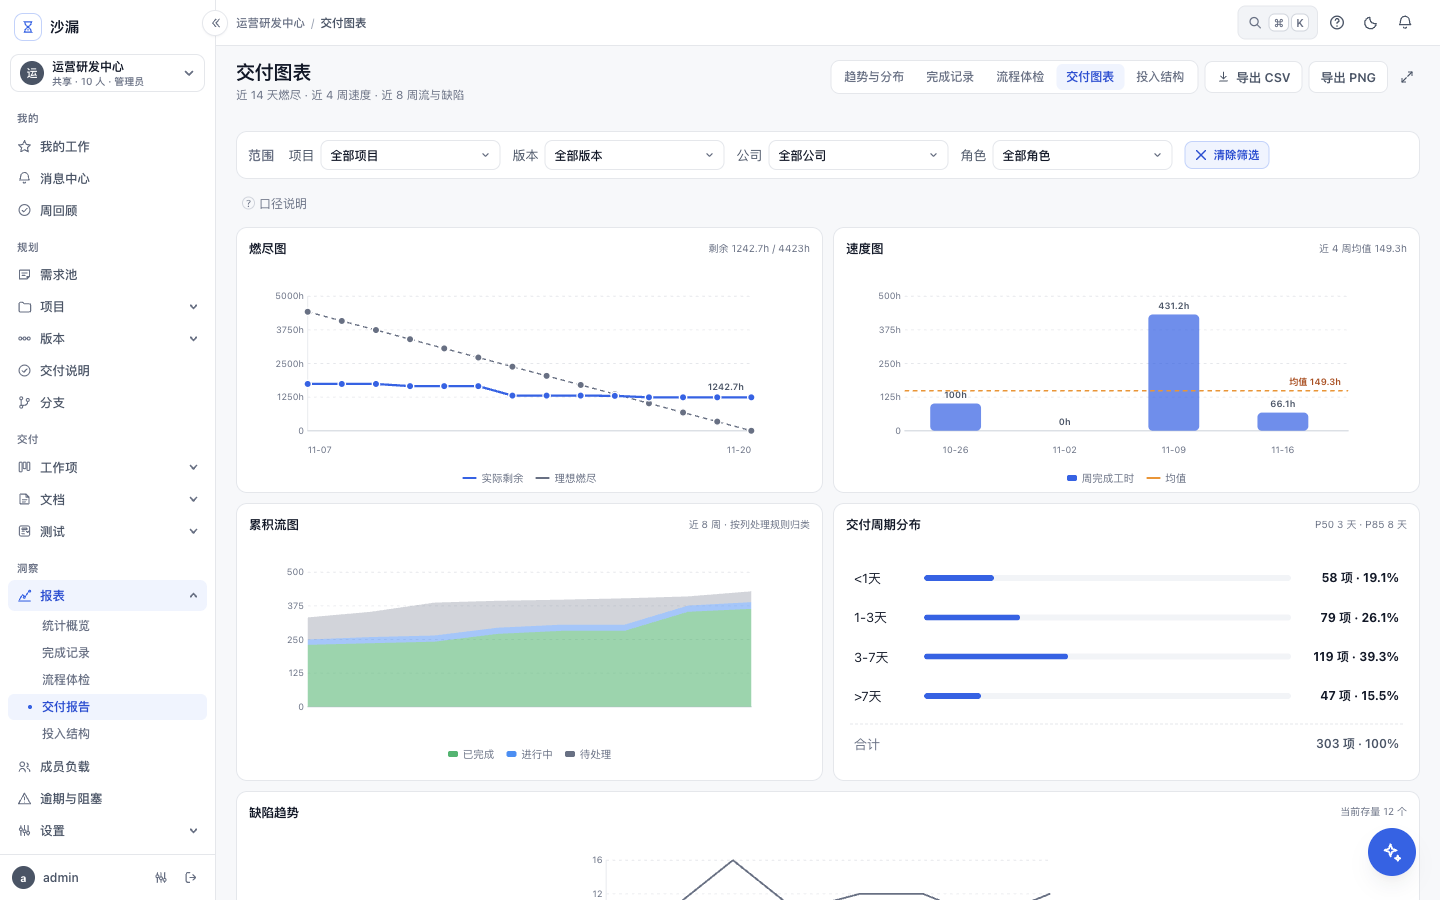 沙漏
运
运营研发中心
共享 · 10 人 · 管理员
我的
我的工作
消息中心
周回顾
规划
需求池
项目
版本
交付说明
分支
交付
工作项
文档
测试
洞察
报表
统计概览
完成记录
流程体检
交付报告
投入结构
成员负载
逾期与阻塞
设置
a admin
运营研发中心 / 交付图表
⌘ K
交付图表
近 14 天燃尽 · 近 4 周速度 · 近 8 周流与缺陷
趋势与分布 完成记录 流程体检 交付图表 投入结构
导出 CSV
导出 PNG
范围 项目 全部项目 版本 全部版本 公司 全部公司 角色 全部角色 清除筛选
? 口径说明
燃尽图 剩余 1242.7h / 4423h
5000h
3750h
2500h
1250h
0
1242.7h
11-07 11-20
实际剩余 理想燃尽
速度图 近 4 周均值 149.3h
500h
375h
250h
125h
0
100h
0h
431.2h
66.1h
均值 149.3h
10-26 11-02 11-09 11-16
周完成工时 均值
累积流图 近 8 周 · 按列处理规则归类
500
375
250
125
0
已完成 进行中 待处理
交付周期分布 P50 3 天 · P85 8 天
<1天 58 项 · 19.1%
1-3天 79 项 · 26.1%
3-7天 119 项 · 39.3%
>7天 47 项 · 15.5%
合计 303 项 · 100%
缺陷趋势 当前存量 12 个
16
12